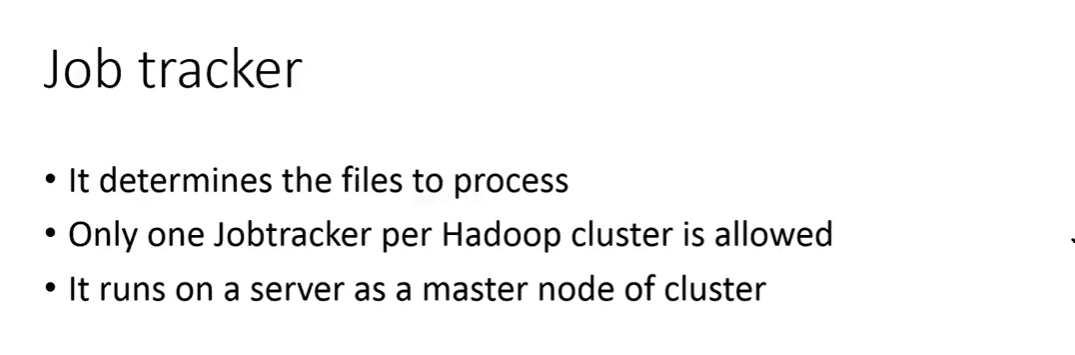 Job tracker
• It determines the files to process
• Only one Jobtracker per Hadoop cluster is allowed
• It runs on a server as a master node of cluster